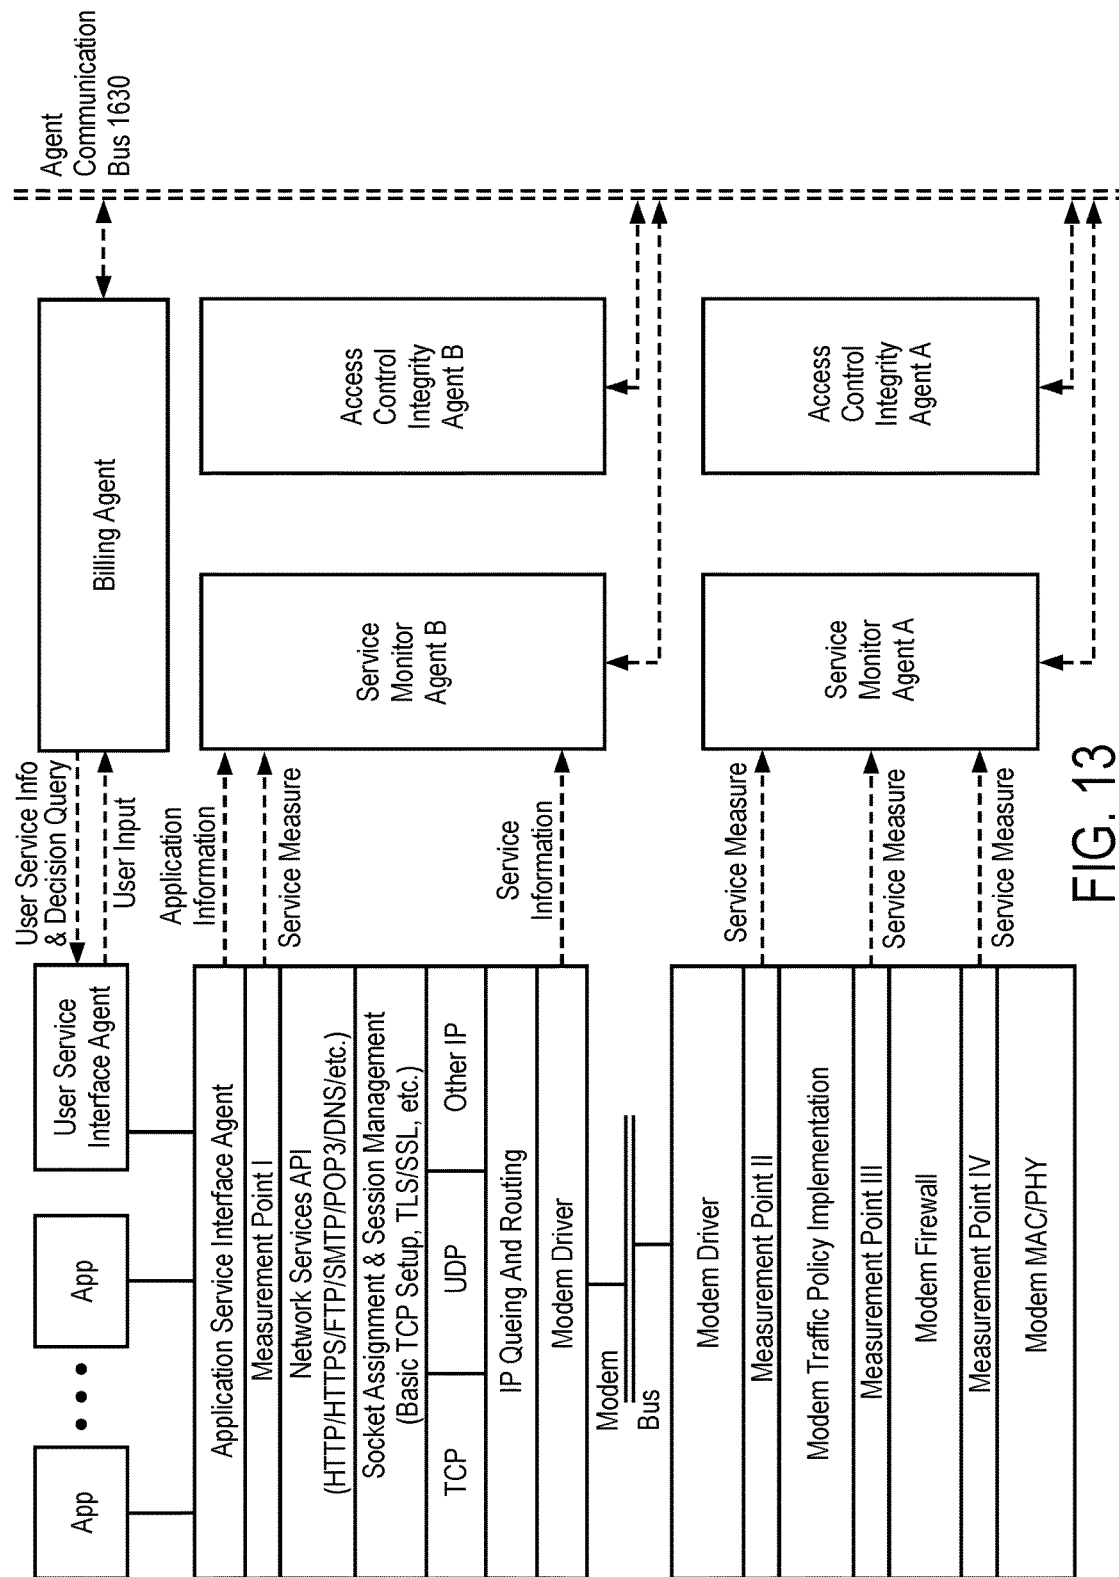 App
App
User Service
Interface Agent
User Service Info
& Decision Query
User Input
Billing Agent
Agent
Communication
Bus 1630
Application Service Interface Agent
Measurement Point I
Network Services API
(HTTP/HTTPS/FTP/SMTP/POP3/DNS/etc.)
Socket Assignment & Session Management
(Basic TCP Setup, TLS/SSL, etc.)
TCP
UDP
Other IP
IP Queing And Routing
Modem Driver
Application
Information
Service Measure
Service
Information
Service
Monitor
Agent B
Access
Control
Integrity
Agent B
Modem
Bus
Modem Driver
Measurement Point II
Modem Traffic Policy Implementation
Measurement Point III
Modem Firewall
Measurement Point IV
Modem MAC/PHY
Service Measure
Service Measure
Service Measure
Service
Monitor
Agent A
Access
Control
Integrity
Agent A
FIG. 13